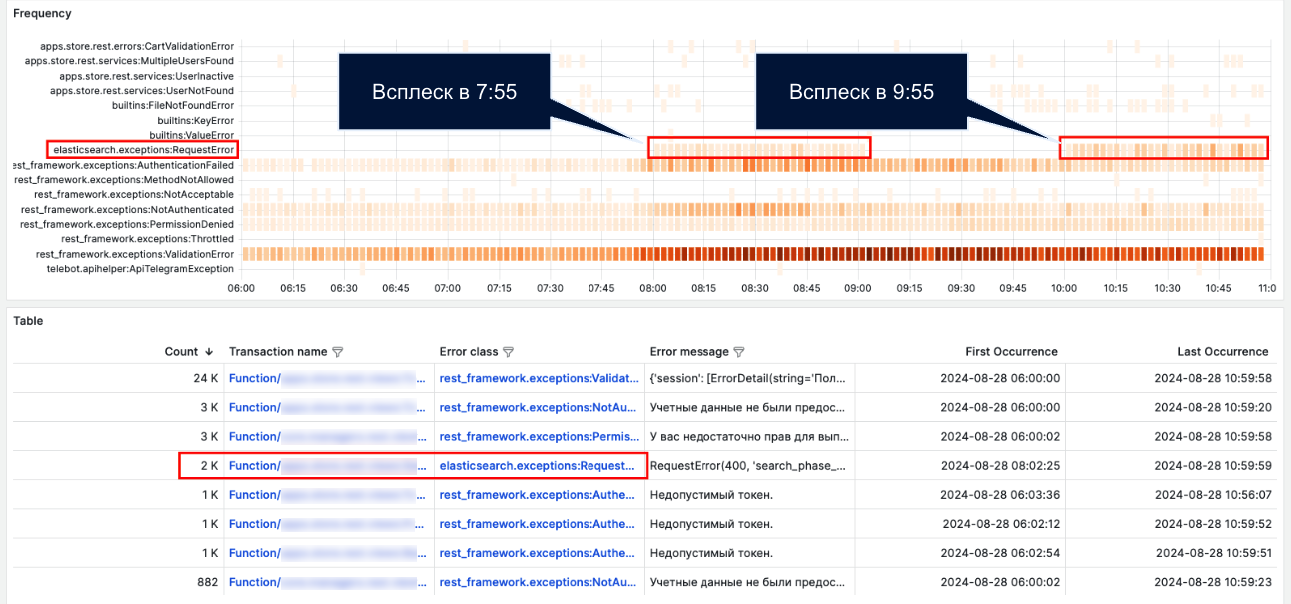 Frequency
apps.store.rest.errors:CartValidationError
apps.store.rest.services:MultipleUsersFound
apps.store.rest.services:UserInactive
apps.store.rest.services:UserNotFound
builtins:FileNotFoundError
builtins:KeyError
builtins:ValueError
elasticsearch.exceptions:RequestError
est_framework.exceptions:AuthenticationFailed
rest_framework.exceptions:MethodNotAllowed
rest_framework.exceptions:NotAcceptable
rest_framework.exceptions:NotAuthenticated
rest_framework.exceptions:PermissionDenied
rest_framework.exceptions:Throttled
rest_framework.exceptions:ValidationError
telebot.apihelper:ApiTelegramException
Всплеск в 7:55
Всплеск в 9:55
06:00 06:15 06:30 06:45 07:00 07:15 07:30 07:45 08:00 08:15 08:30 08:45 09:00 09:15 09:30 09:45 10:00 10:15 10:30 10:45 11:0
Table
Count Transaction name Error class Error message First Occurrence Last Occurrence
24 K Function/ ... rest_framework.exceptions:Validat... {'session': [ErrorDetail(string='Пол... 2024-08-28 06:00:00 2024-08-28 10:59:58
3 K Function/ ... rest_framework.exceptions:NotAu... Учетные данные не были предос... 2024-08-28 06:00:00 2024-08-28 10:59:20
3 K Function/ ... rest_framework.exceptions:Permis... У вас недостаточно прав для вып... 2024-08-28 06:00:02 2024-08-28 10:59:58
2 K Function/ ... elasticsearch.exceptions:Request... RequestError(400, 'search_phase_... 2024-08-28 08:02:25 2024-08-28 10:59:59
1 K Function/ ... rest_framework.exceptions:Authe... Недопустимый токен. 2024-08-28 06:03:36 2024-08-28 10:56:07
1 K Function/ ... rest_framework.exceptions:Authe... Недопустимый токен. 2024-08-28 06:02:12 2024-08-28 10:59:52
1 K Function/ ... rest_framework.exceptions:Authe... Недопустимый токен. 2024-08-28 06:02:54 2024-08-28 10:59:51
882 Function/ ... rest_framework.exceptions:NotAu... Учетные данные не были предос... 2024-08-28 06:00:02 2024-08-28 10:59:23